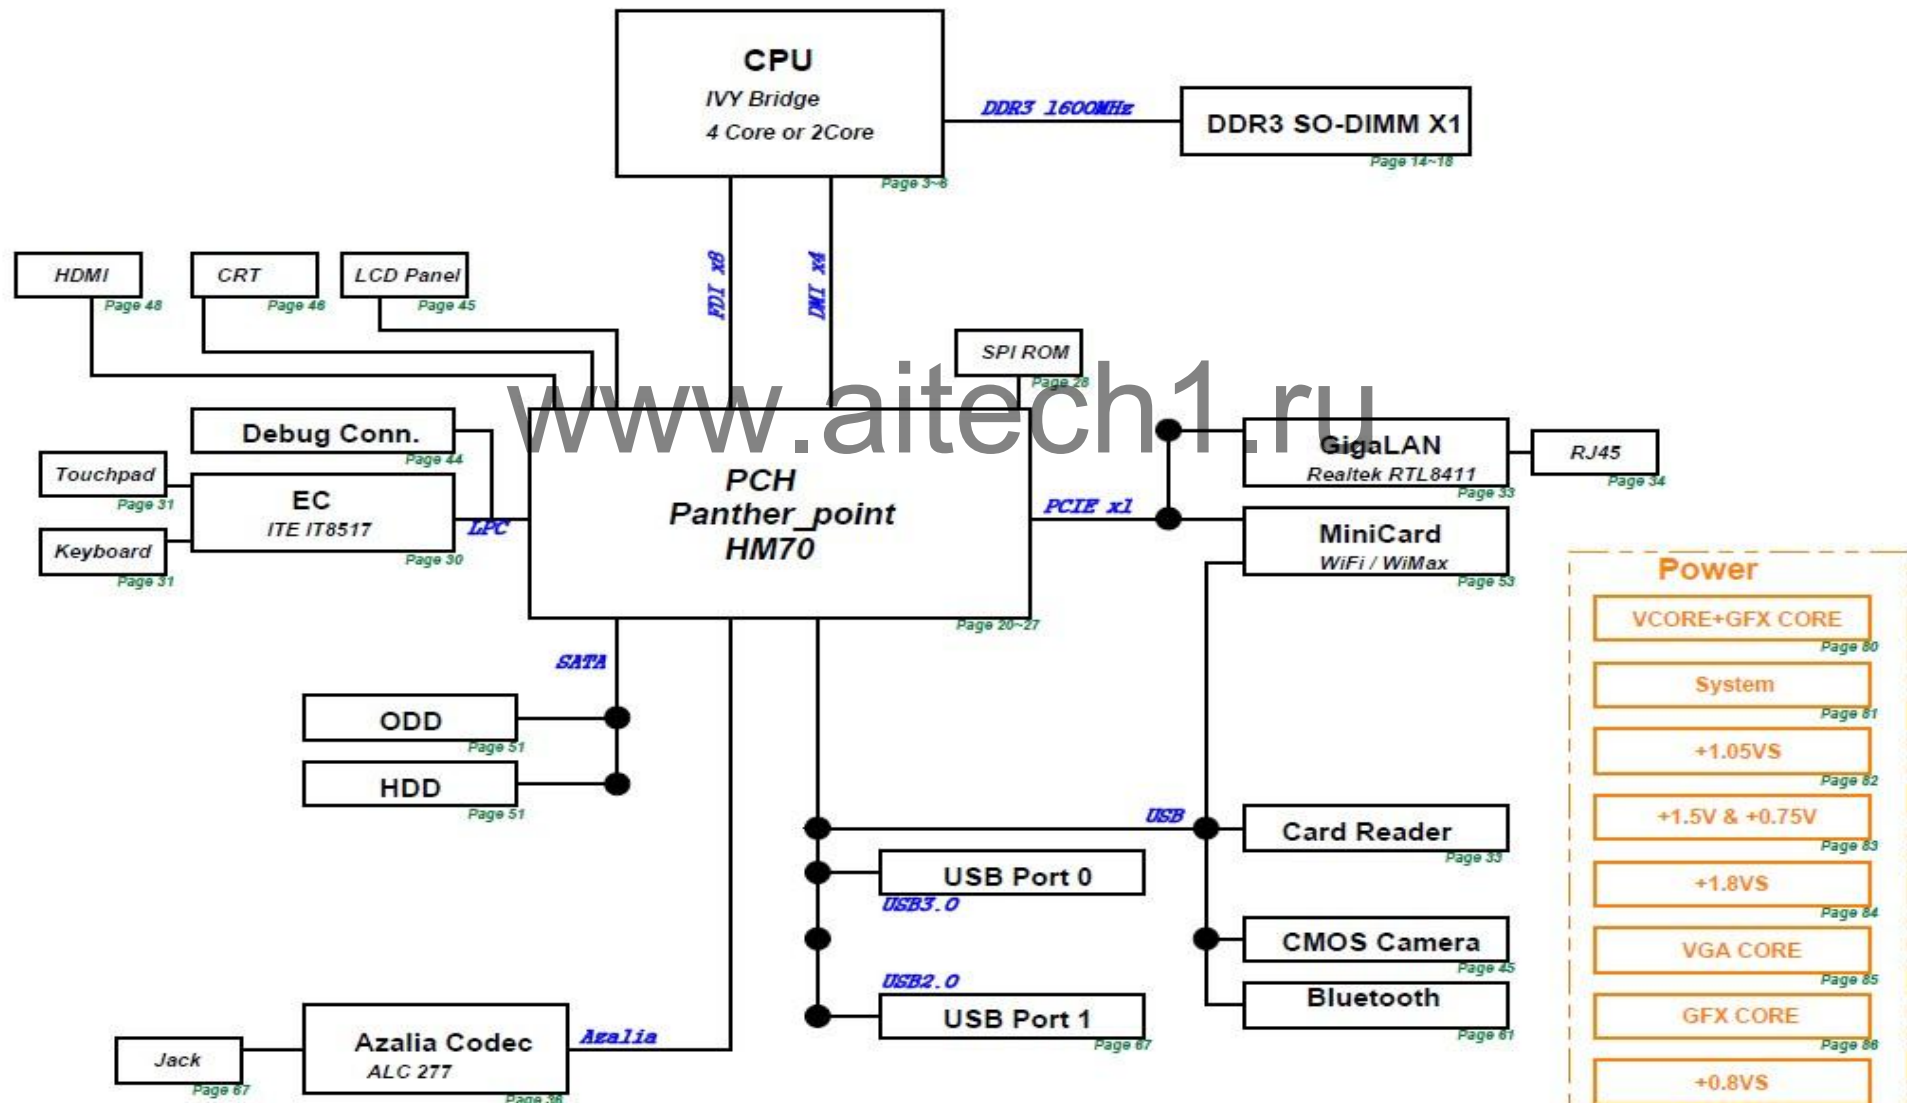 CPU
IVY Bridge
4 Core or 2Core
Page 3~6
DDR3 1600MHz
DDR3 SO-DIMM X1
Page 14~18
HDMI
Page 48
CRT
Page 46
LCD Panel
Page 45
FDI x8
DMI x4
SPI ROM
Page 28
www.aitech1.ru
Debug Conn.
Page 44
Touchpad
Page 31
EC
ITE IT8517
Page 30
Keyboard
Page 31
LPC
PCH
Panther_point
HM70
Page 20~27
PCIE x1
GigaLAN
Realtek RTL8411
Page 33
RJ45
Page 34
MiniCard
WiFi / WiMax
Page 53
SATA
ODD
Page 51
HDD
Page 51
USB
Card Reader
Page 33
USB Port 0
USB3.0
CMOS Camera
Page 45
USB2.0
USB Port 1
Page 67
Bluetooth
Page 61
Azalia
Azalia Codec
ALC 277
Page 36
Jack
Page 67
Power
VCORE+GFX CORE
Page 80
System
Page 81
+1.05VS
Page 82
+1.5V & +0.75V
Page 83
+1.8VS
Page 84
VGA CORE
Page 85
GFX CORE
Page 86
+0.8VS